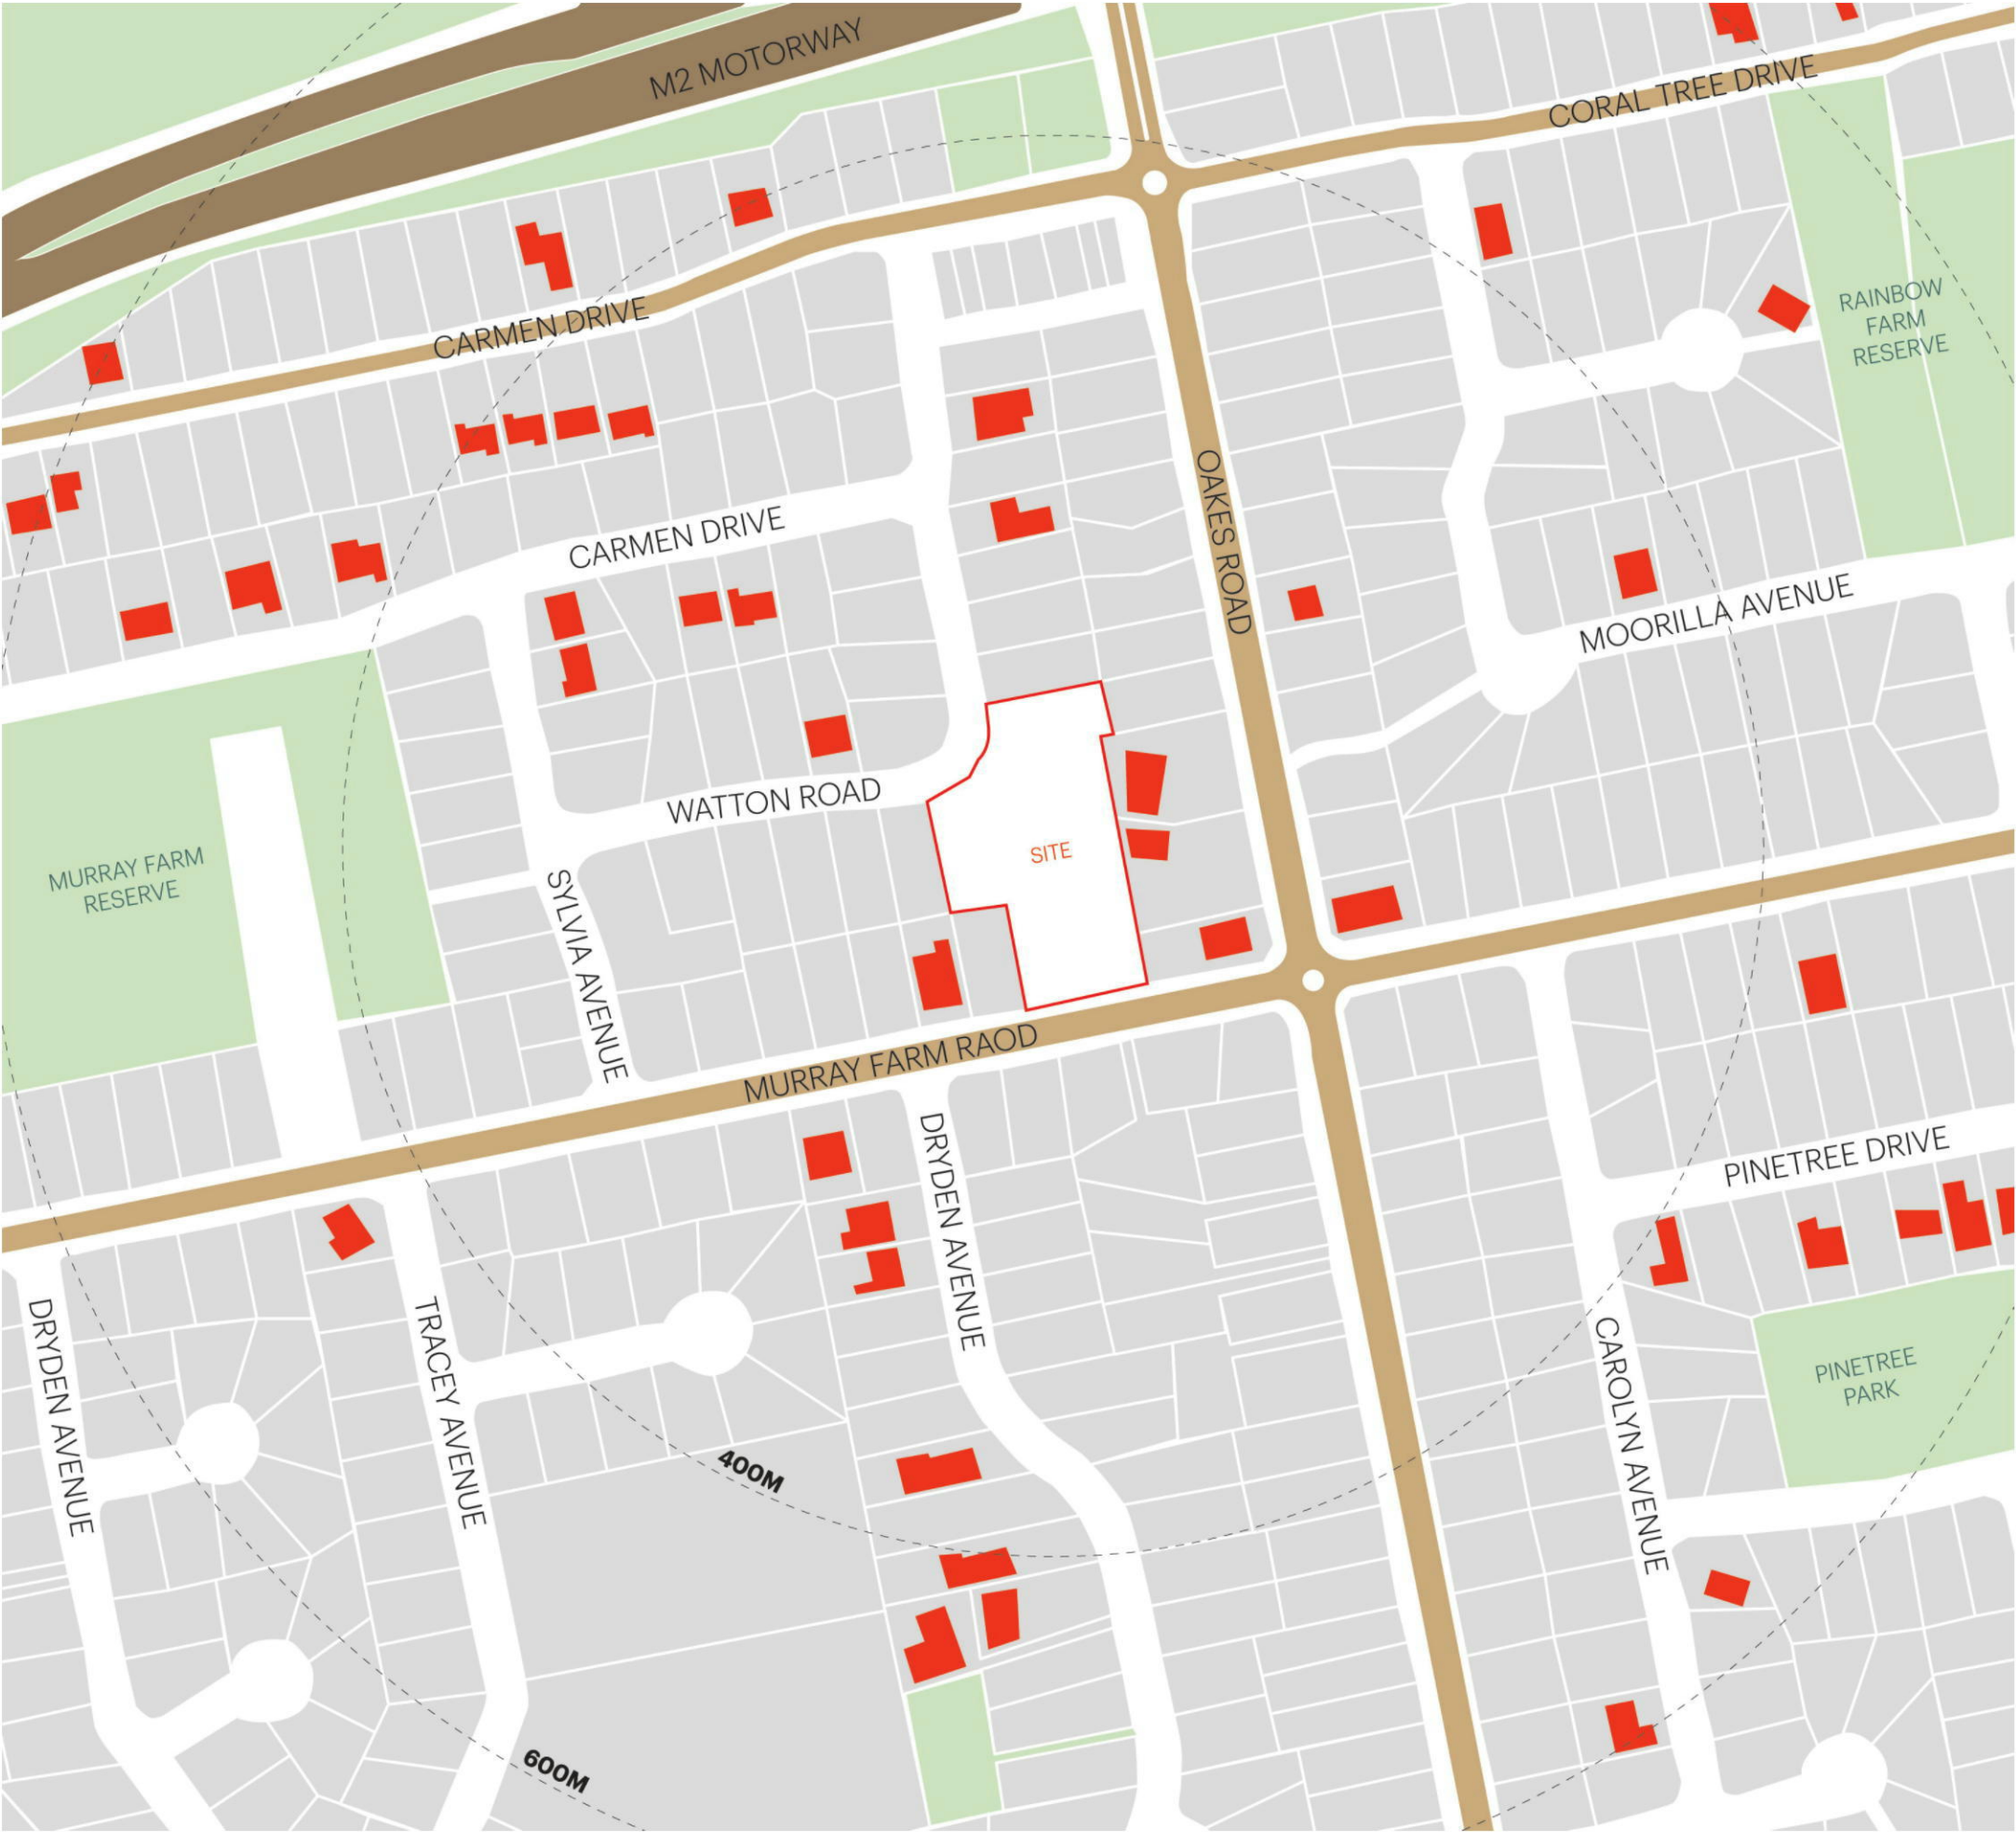 M2 MOTORWAY
CORAL TREE DRIVE
CARMEN DRIVE
RAINBOW
FARM
RESERVE
CARMEN DRIVE
OAKES ROAD
MOORILLA AVENUE
WATTON ROAD
SITE
MURRAY FARM
RESERVE
SYLVIA AVENUE
MURRAY FARM RAOD
DRYDEN AVENUE
PINETREE DRIVE
DRYDEN AVENUE
TRACEY AVENUE
CAROLYN AVENUE
PINETREE
PARK
400M
600M